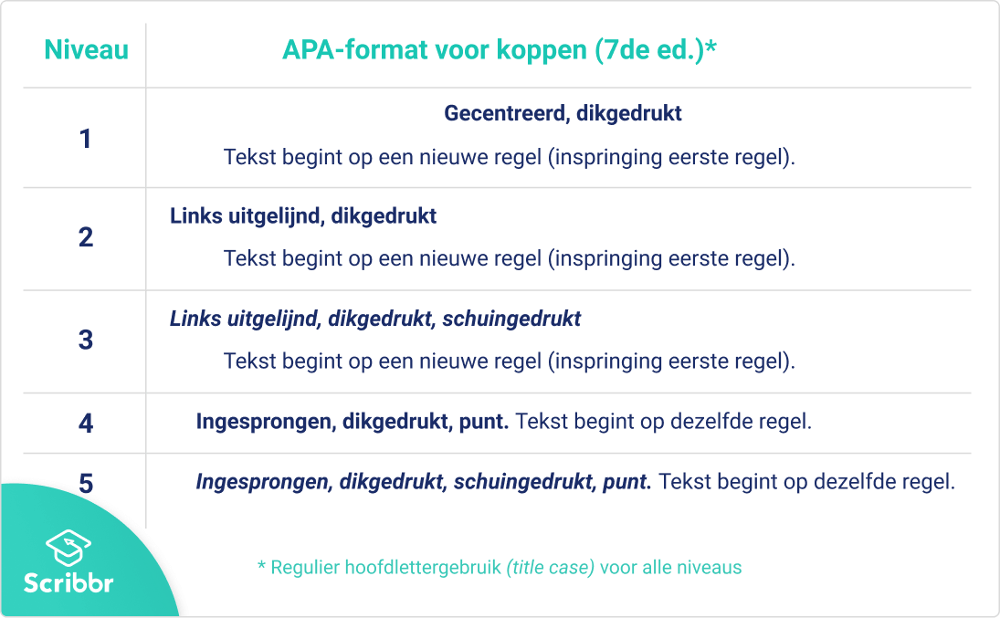 Niveau APA-format voor koppen (7de ed.)*
1
Gecentreerd, dikgedrukt
Tekst begint op een nieuwe regel (inspringing eerste regel).
2
Links uitgelijnd, dikgedrukt
Tekst begint op een nieuwe regel (inspringing eerste regel).
3
Links uitgelijnd, dikgedrukt, schuingedrukt
Tekst begint op een nieuwe regel (inspringing eerste regel).
4 Ingesprongen, dikgedrukt, punt. Tekst begint op dezelfde regel.
5 Ingesprongen, dikgedrukt, schuingedrukt, punt. Tekst begint op dezelfde regel.
* Regulier hoofdlettergebruik (title case) voor alle niveaus
Scribbr